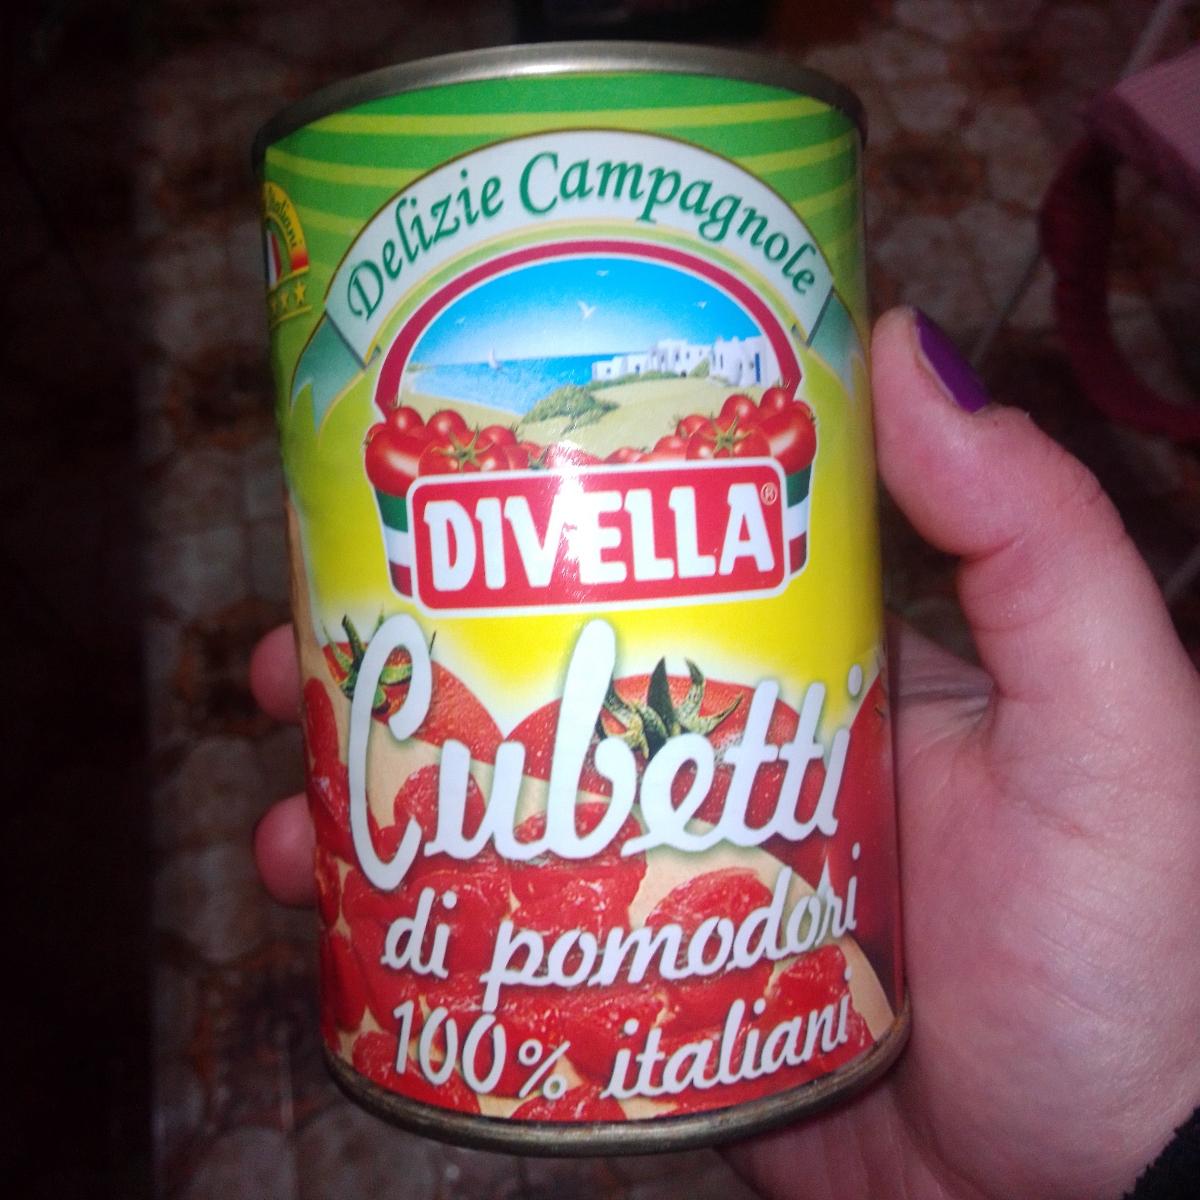 Delizie Campagnole
DIVELLA®
Cubetti
di pomodori
100% italiani